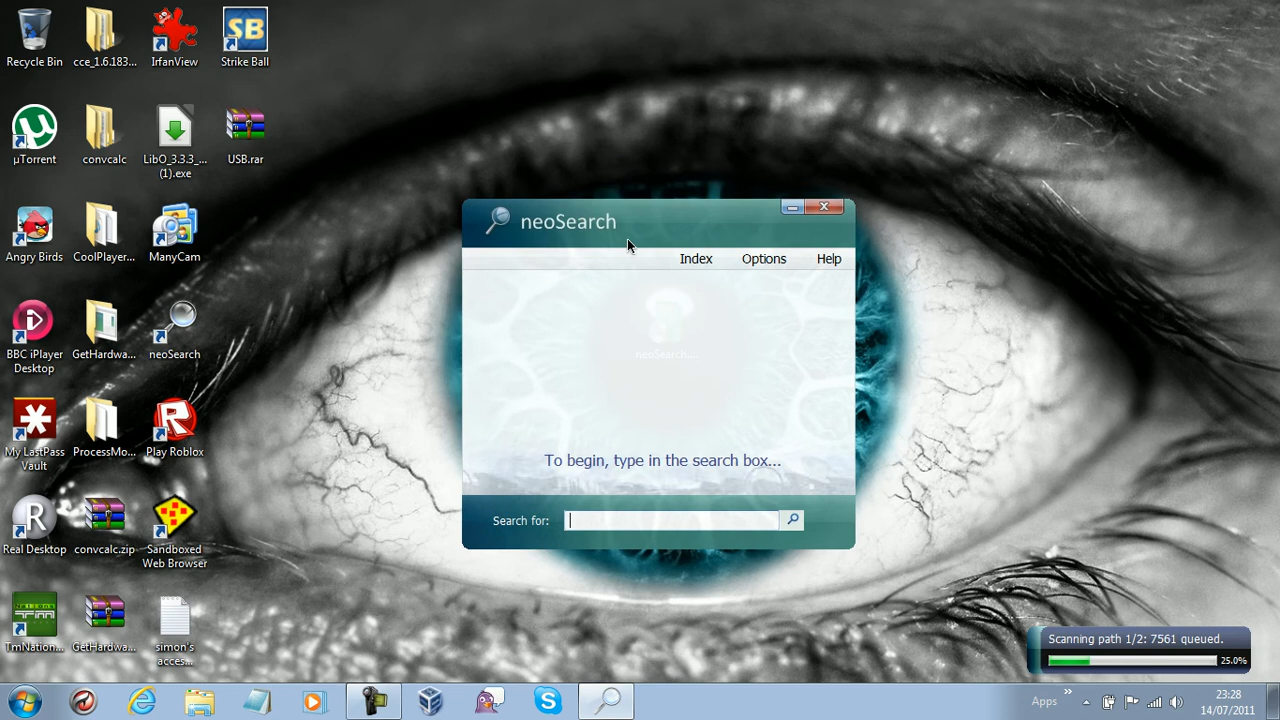 Recycle Bin
cce_1.6.183...
IrfanView
SB
Strike Ball
µTorrent
convcalc
LibO_3.3.3_...
(1).exe
USB.rar
Angry Birds
CoolPlayer...
ManyCam
BBC iPlayer
Desktop
GetHardwa...
neoSearch
My LastPass
Vault
ProcessMo...
Play Roblox
R
Real Desktop
convcalc.zip
Sandboxed
Web Browser
TmNation...
GetHardwa...
simon's
acces...
neoSearch
Index
Options
Help
neoSearch...
To begin, type in the search box...
Search for:
Scanning path 1/2: 7561 queued.
25.0%
Apps
23:28
14/07/2011